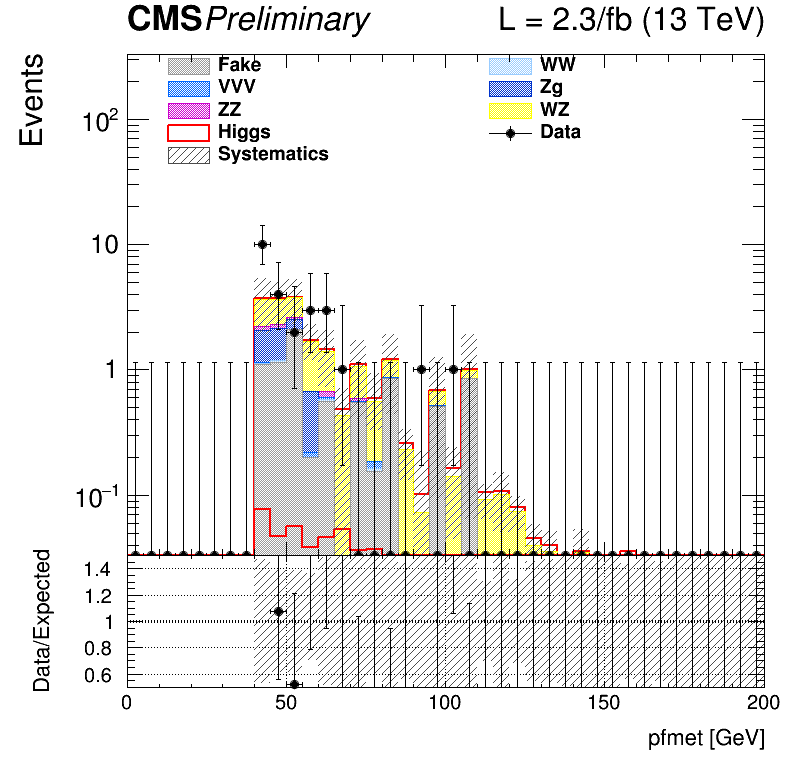 CMS Preliminary L = 2.3/fb (13 TeV)
Events
Fake WW
VVV Zg
ZZ WZ
Higgs Data
Systematics
10²
10
1
10⁻¹
Data/Expected
1.4
1.2
1
0.8
0.6
0 50 100 150 200
pfmet [GeV]